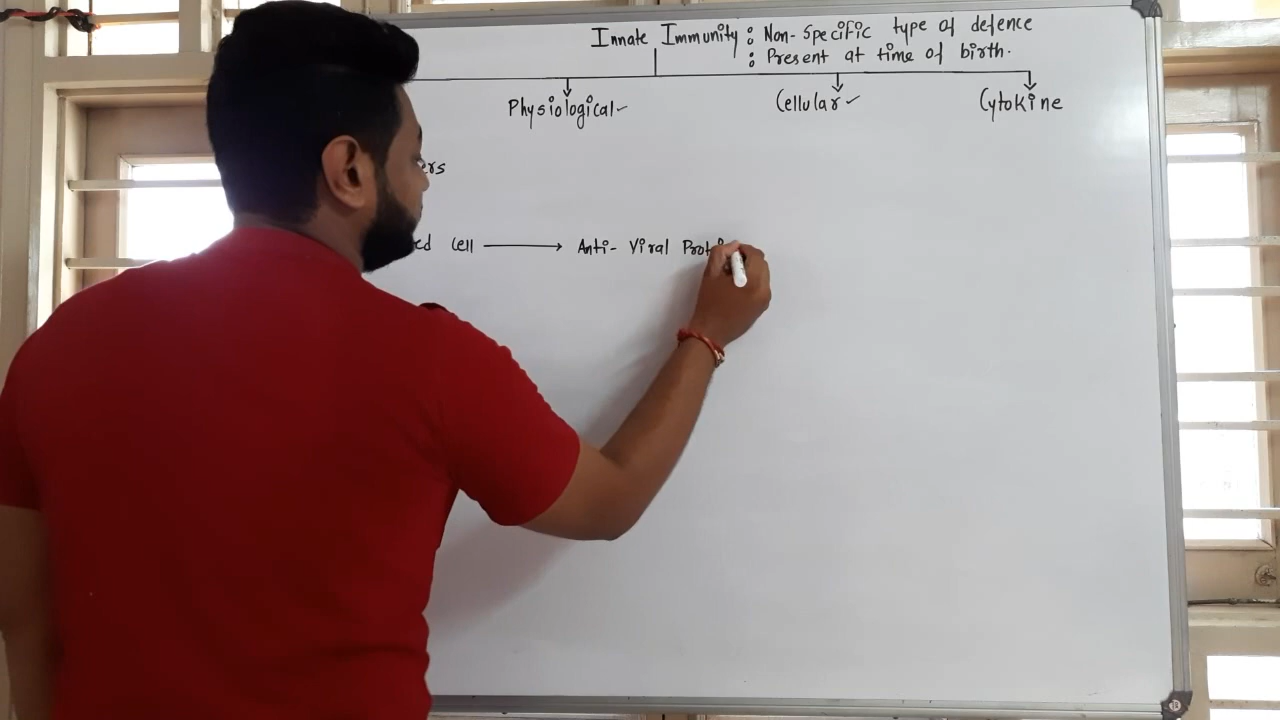 Innate Immunity : Non-Specific type of defence
: Present at time of birth.
Physiological Cellular Cytokine
cell → Anti-Viral